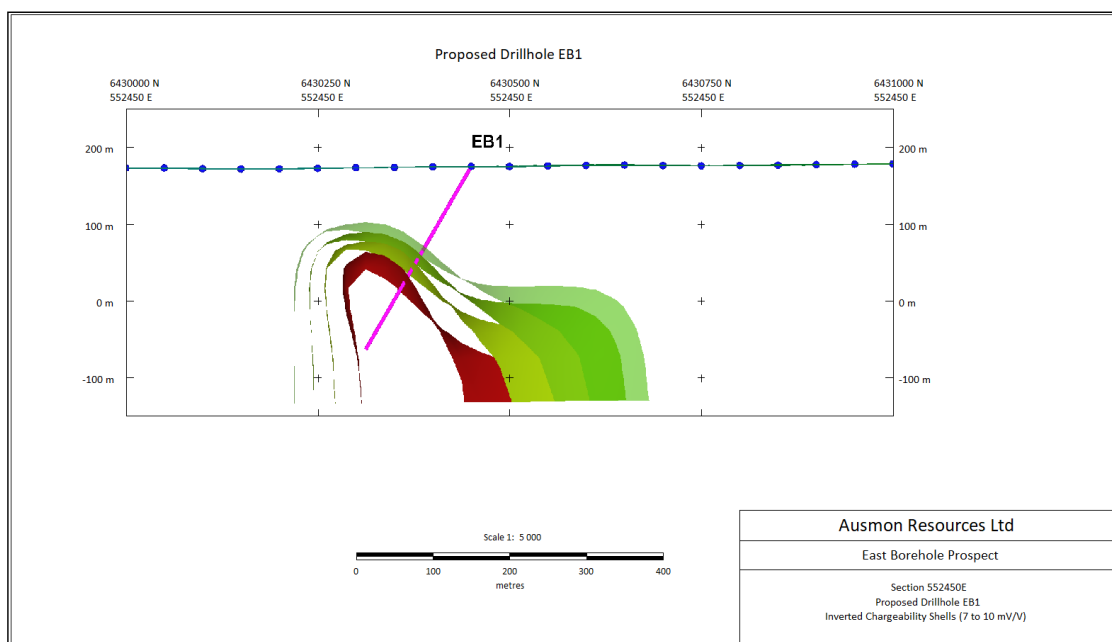 Proposed Drillhole EB1
6430000 N
552450 E
6430250 N
552450 E
6430500 N
552450 E
6430750 N
552450 E
6431000 N
552450 E
EB1
200 m
200 m
100 m
100 m
0 m
0 m
-100 m
-100 m
Scale 1: 5 000
0 100 200 300 400
metres
Ausmon Resources Ltd
East Borehole Prospect
Section 552450E
Proposed Drillhole EB1
Inverted Chargeability Shells (7 to 10 mV/V)